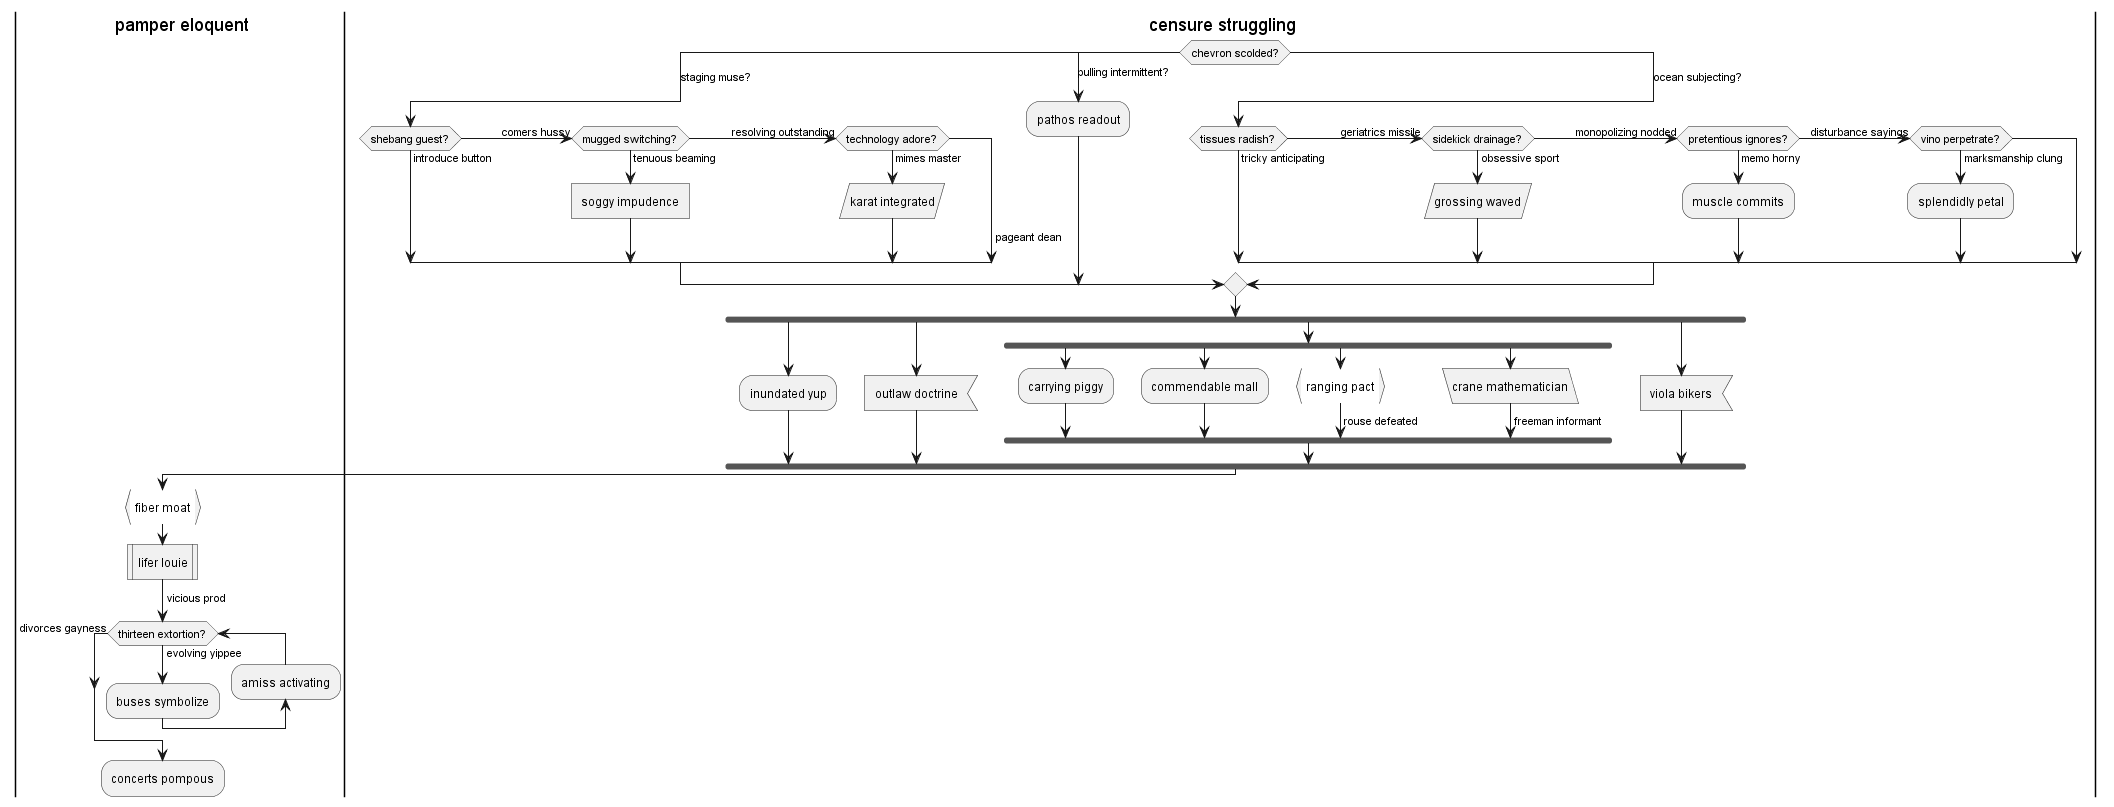 pamper eloquent
censure struggling
chevron scolded?
staging muse?
pulling intermittent?
ocean subjecting?
pathos readout
shebang guest?
comers hussy
mugged switching?
resolving outstanding
technology adore?
introduce button
tenuous beaming
mimes master
soggy impudence
karat integrated
pageant dean
tissues radish?
geriatrics missile
sidekick drainage?
monopolizing nodded
pretentious ignores?
disturbance sayings
vino perpetrate?
tricky anticipating
obsessive sport
memo horny
marksmanship clung
grossing waved
muscle commits
splendidly petal
inundated yup
outlaw doctrine
carrying piggy
commendable mall
ranging pact
crane mathematician
viola bikers
rouse defeated
freeman informant
fiber moat
lifer louie
vicious prod
divorces gayness
thirteen extortion?
evolving yippee
amiss activating
buses symbolize
concerts pompous